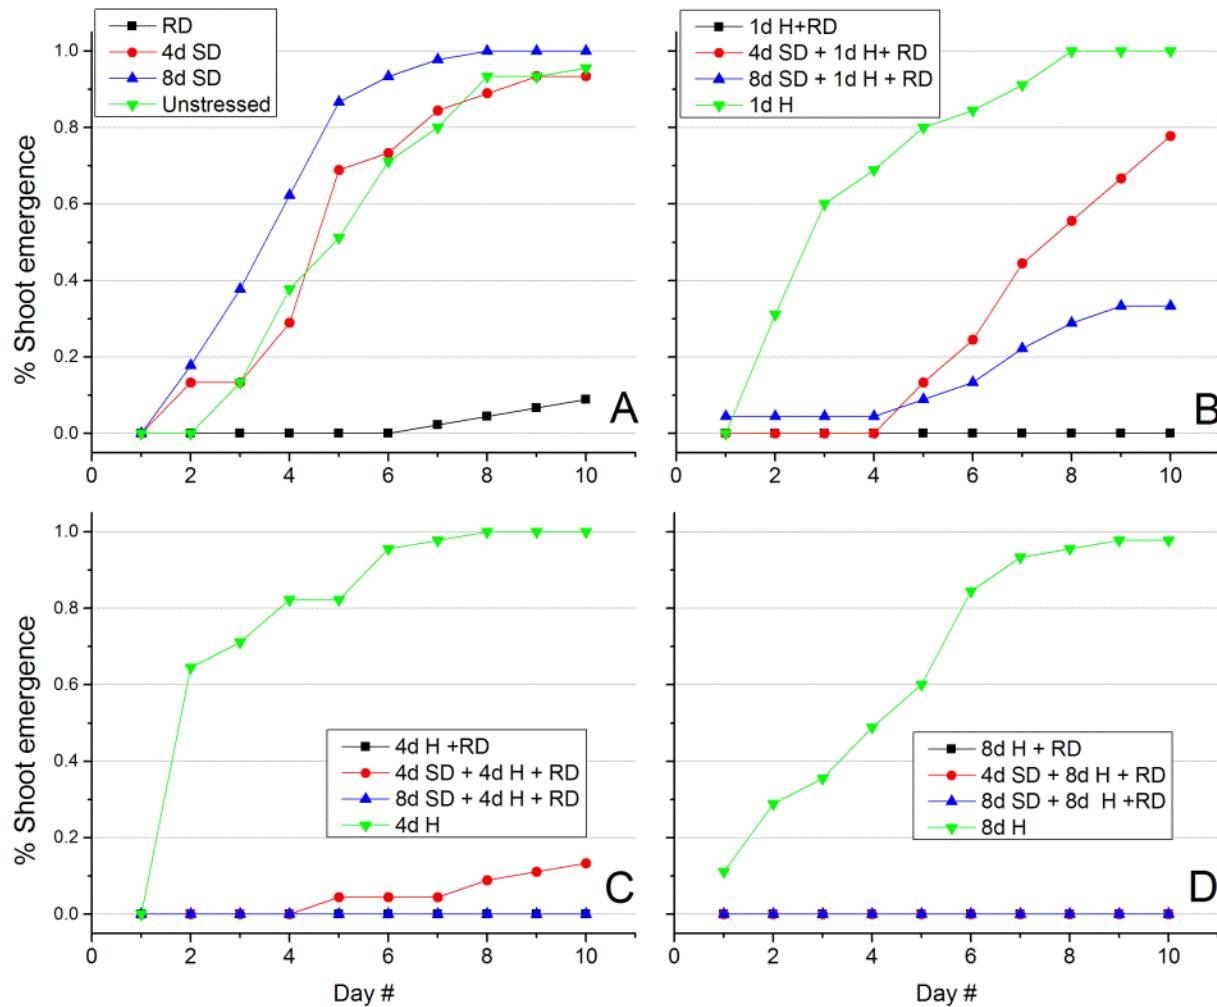 RD
4d SD
8d SD
Unstressed
1d H+RD
4d SD + 1d H+ RD
8d SD + 1d H + RD
1d H
% Shoot emergence
1.0
0.8
0.6
0.4
0.2
0.0
A
B
0 2 4 6 8 10
0 2 4 6 8 10
% Shoot emergence
1.0
0.8
0.6
0.4
0.2
0.0
4d H +RD
4d SD + 4d H + RD
8d SD + 4d H + RD
4d H
C
8d H + RD
4d SD + 8d H + RD
8d SD + 8d H +RD
8d H
D
0 2 4 6 8 10
0 2 4 6 8 10
Day #
Day #